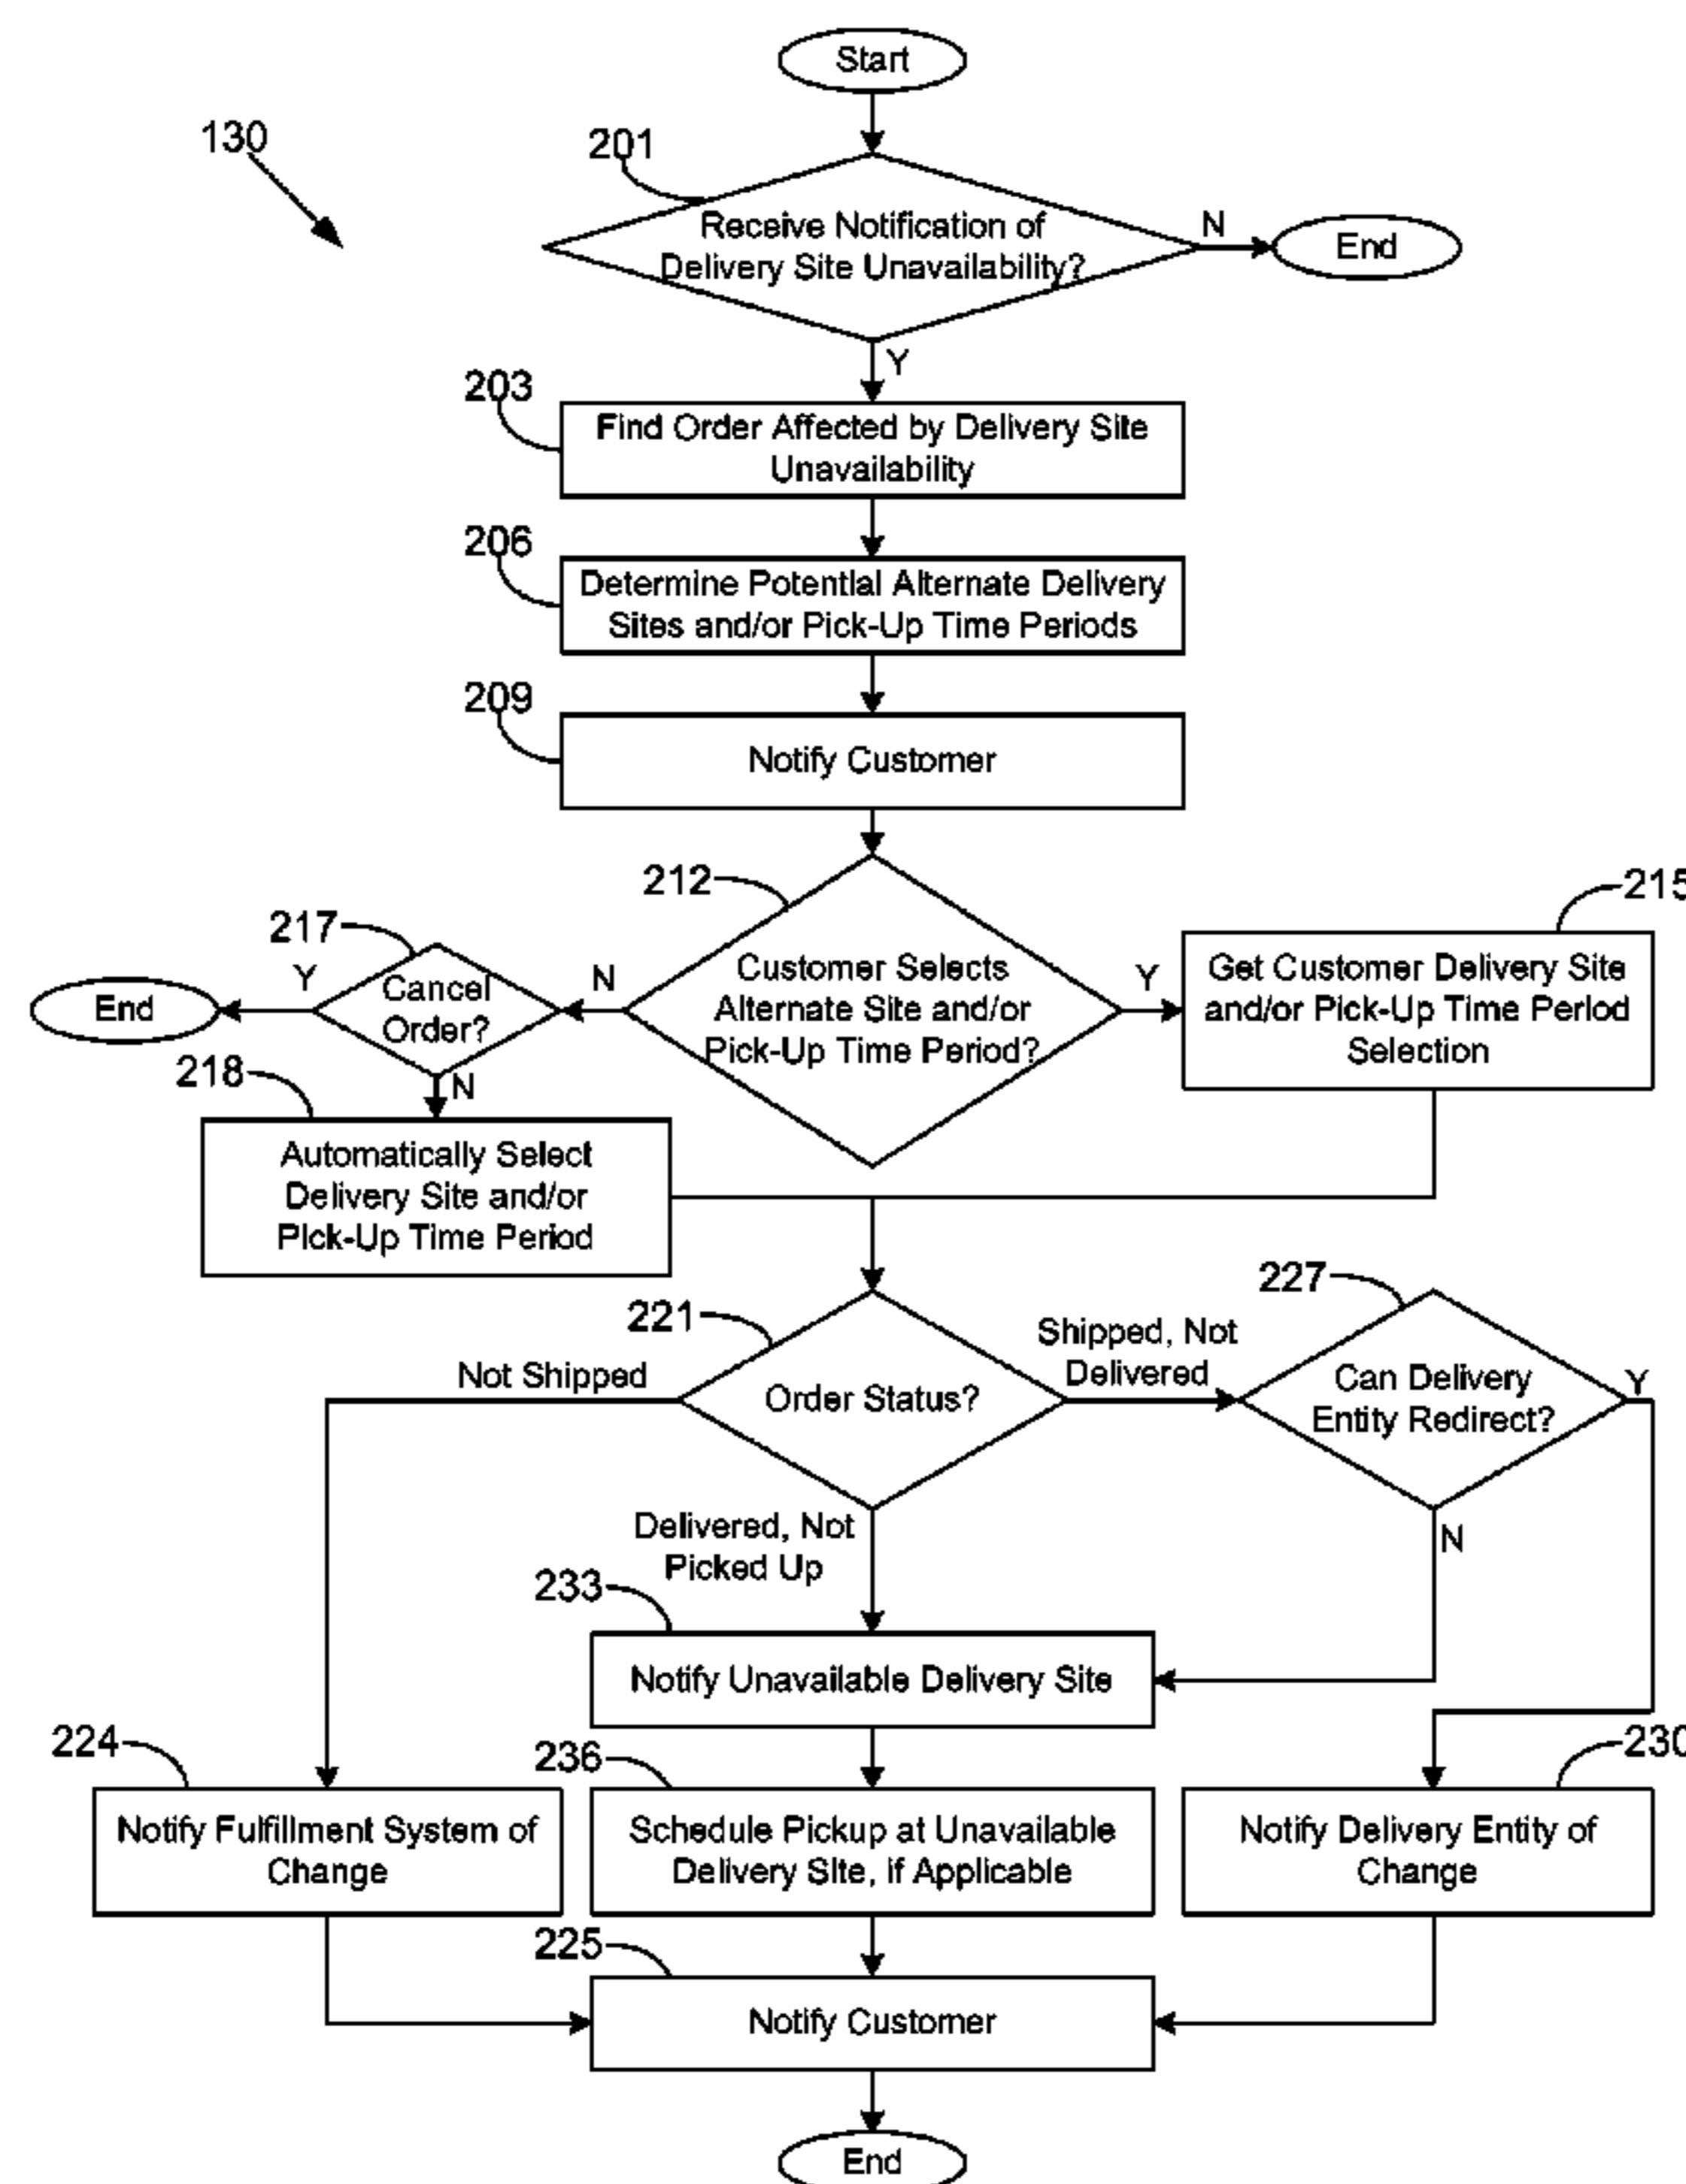 Start
130
201
Receive Notification of
Delivery Site Unavailability?
N
End
Y
203
Find Order Affected by Delivery Site
Unavailability
206
Determine Potential Alternate Delivery
Sites and/or Pick-Up Time Periods
209
Notify Customer
212
Customer Selects
Alternate Site and/or
Pick-Up Time Period?
Y
215
Get Customer Delivery Site
and/or Pick-Up Time Period
Selection
N
217
Cancel
Order?
Y
End
N
218
Automatically Select
Delivery Site and/or
Pick-Up Time Period
221
Order Status?
Not Shipped
Shipped, Not
Delivered
227
Can Delivery
Entity Redirect?
Y
N
Delivered, Not
Picked Up
233
Notify Unavailable Delivery Site
224
Notify Fulfillment System of
Change
236
Schedule Pickup at Unavailable
Delivery Site, if Applicable
230
Notify Delivery Entity of
Change
225
Notify Customer
End